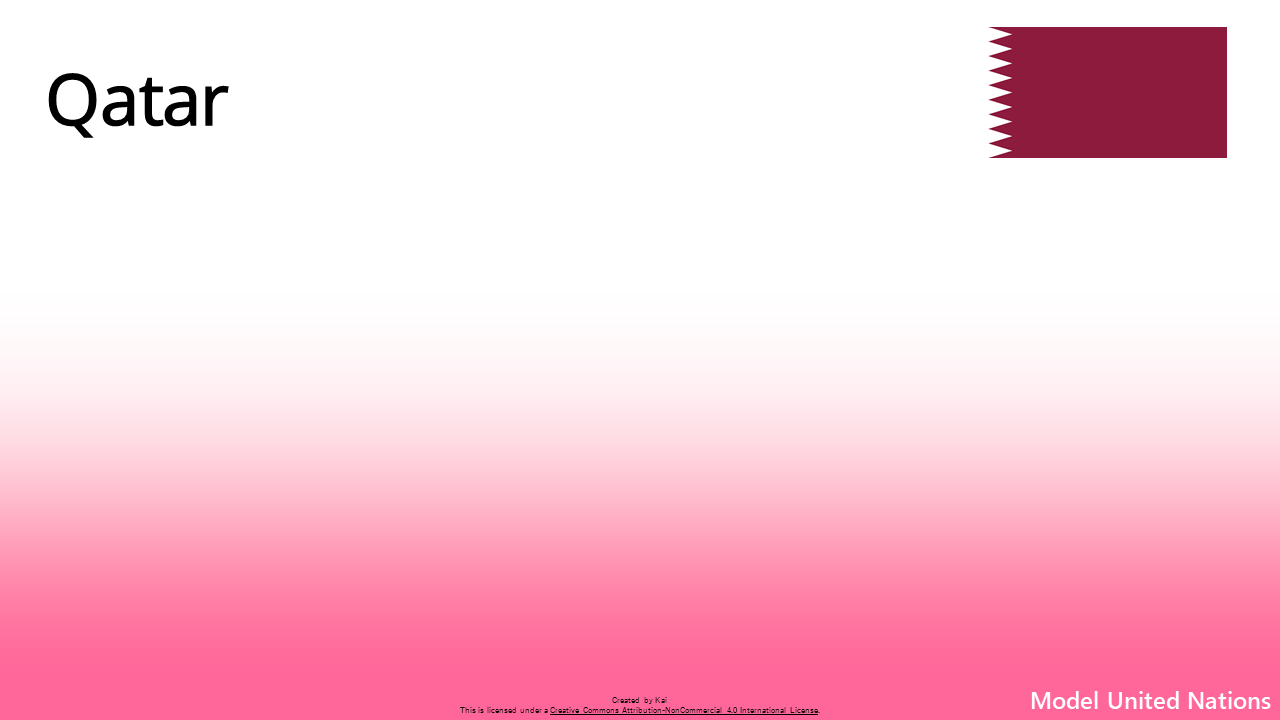 Qatar
Created by Kai
This is licensed under a Creative Commons Attribution-NonCommercial 4.0 International License.
Model United Nations